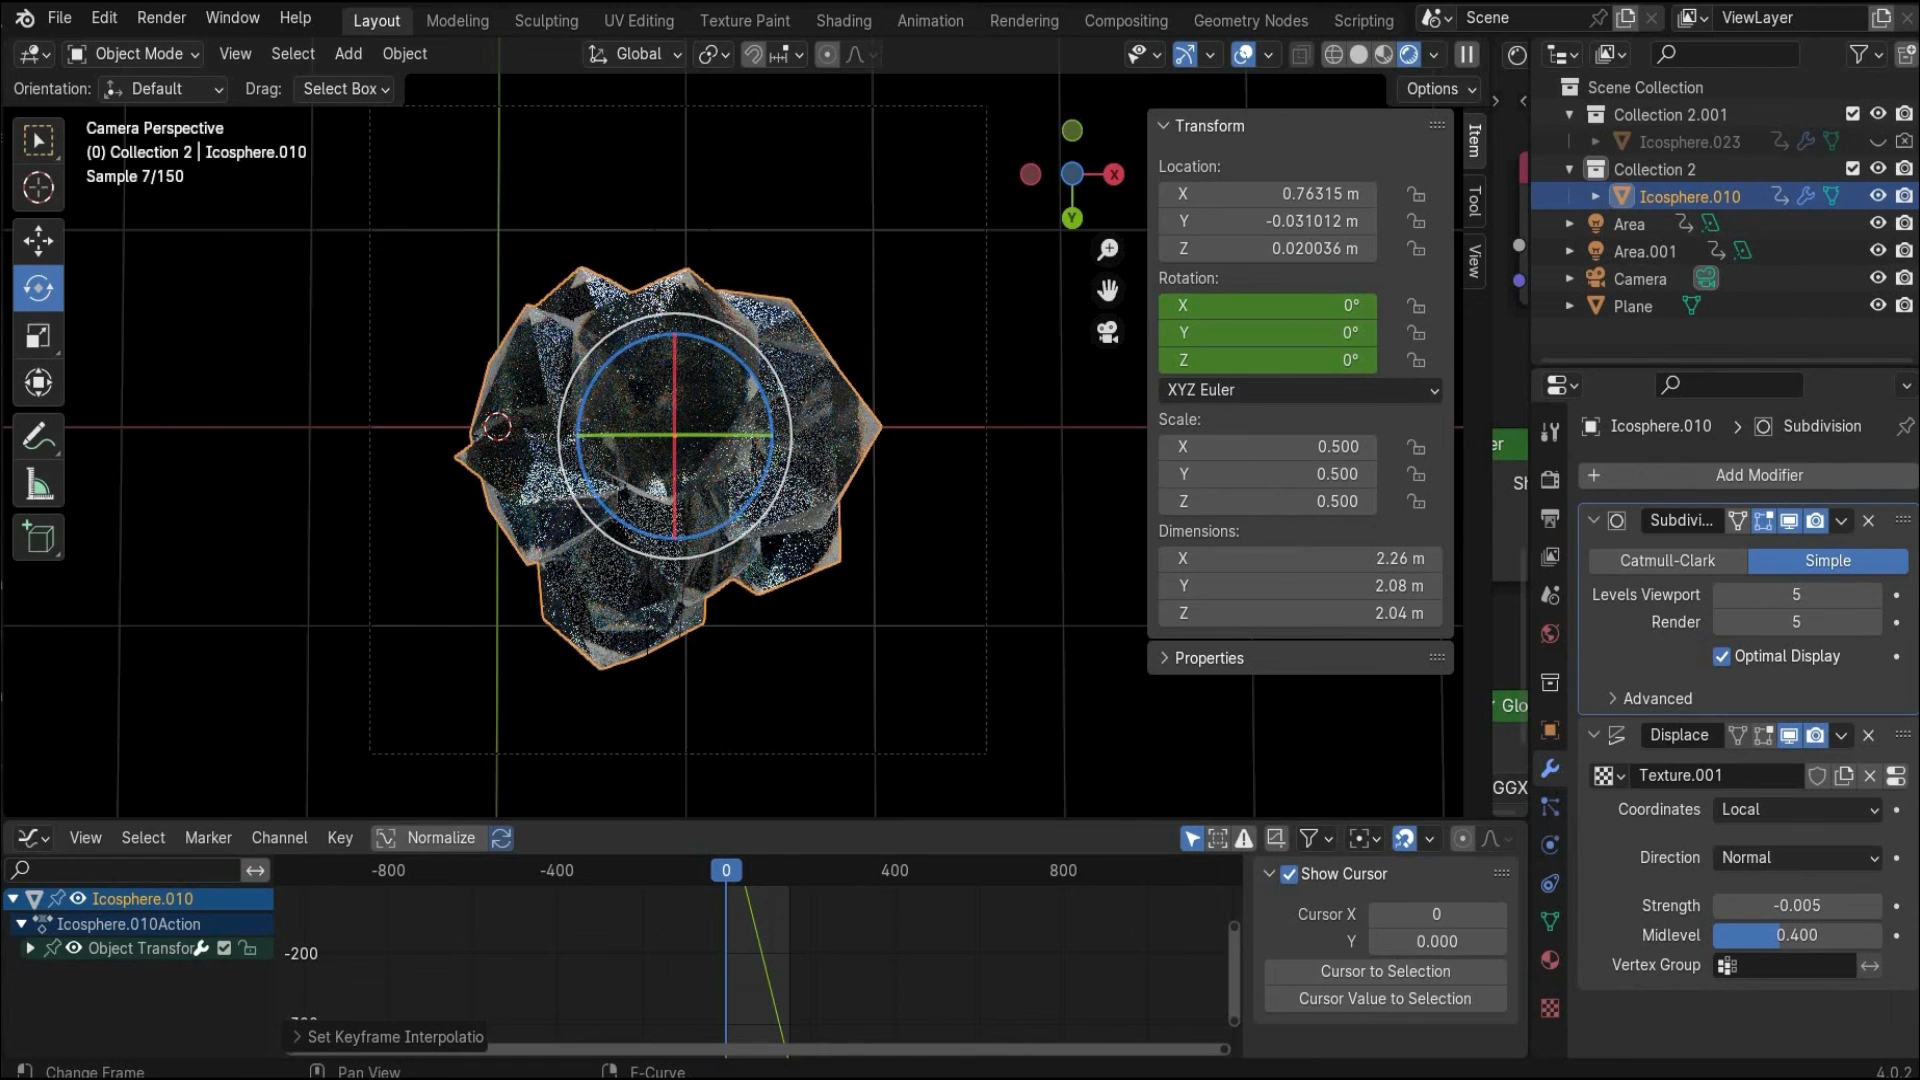 File Edit Render Window Help Layout Modeling Sculpting UV Editing Texture Paint Shading Animation Rendering Compositing Geometry Nodes Scripting Scene ViewLayer
Object Mode View Select Add Object Global
Orientation: Default Drag: Select Box Options
Camera Perspective
(0) Collection 2 | Icosphere.010
Sample 7/150
X
Y
Transform
Location:
X 0.76315 m
Y -0.031012 m
Z 0.020036 m
Rotation:
X 0°
Y 0°
Z 0°
XYZ Euler
Scale:
X 0.500
Y 0.500
Z 0.500
Dimensions:
X 2.26 m
Y 2.08 m
Z 2.04 m
Properties
Item
Tool
View
er
Glo
GGX
Scene Collection
Collection 2.001
Icosphere.023
Collection 2
Icosphere.010
Area
Area.001
Camera
Plane
Icosphere.010 > Subdivision
Add Modifier
Subdivi...
Catmull-Clark Simple
Levels Viewport 5
Render 5
Optimal Display
Advanced
Displace
Texture.001
Coordinates Local
Direction Normal
Strength -0.005
Midlevel 0.400
Vertex Group
View Select Marker Channel Key Normalize
-800 -400 0 400 800
Icosphere.010
Icosphere.010Action
Object Transfor
-200
Set Keyframe Interpolatio
Show Cursor
Cursor X 0
Y 0.000
Cursor to Selection
Cursor Value to Selection
Change Frame Pan View F-Curve 4.0.2